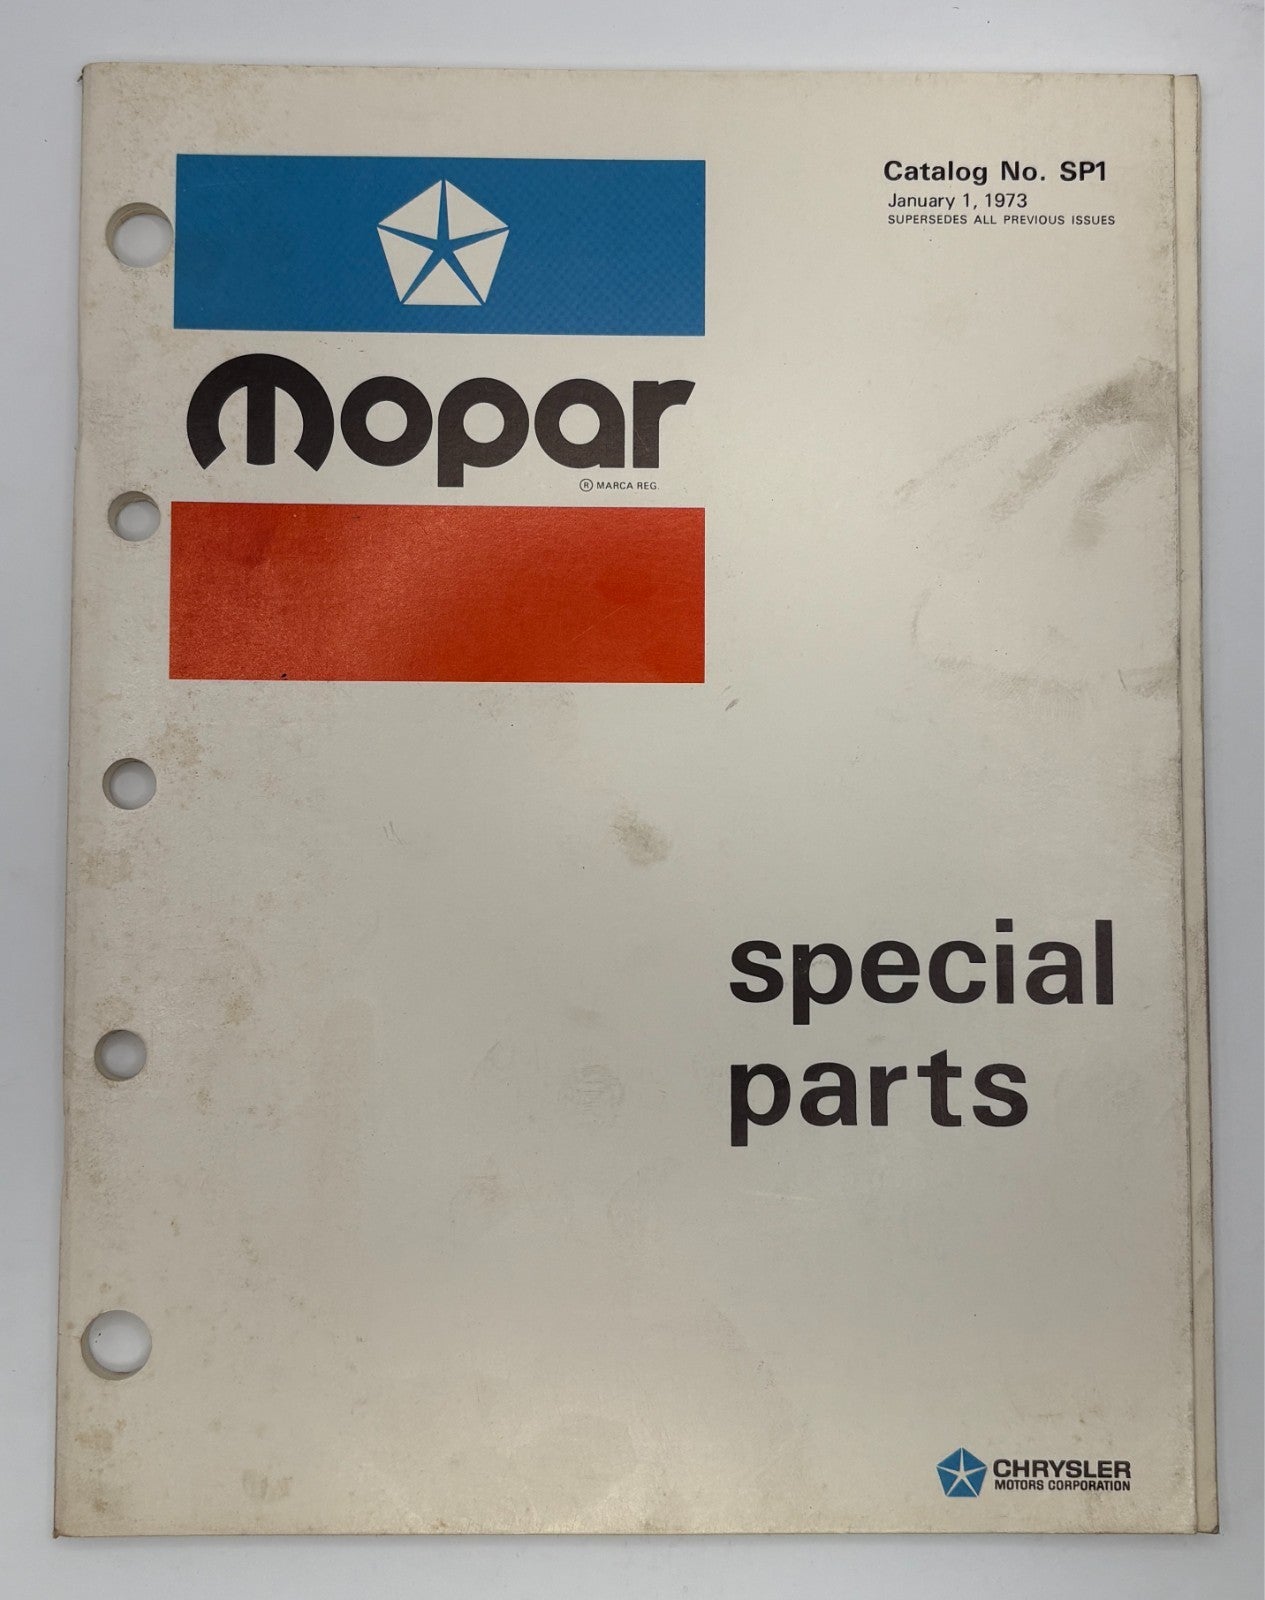 Catalog No. SP1
January 1, 1973
SUPERSEDES ALL PREVIOUS ISSUES
mopar
® MARCA REG.
special
parts
CHRYSLER
MOTORS CORPORATION